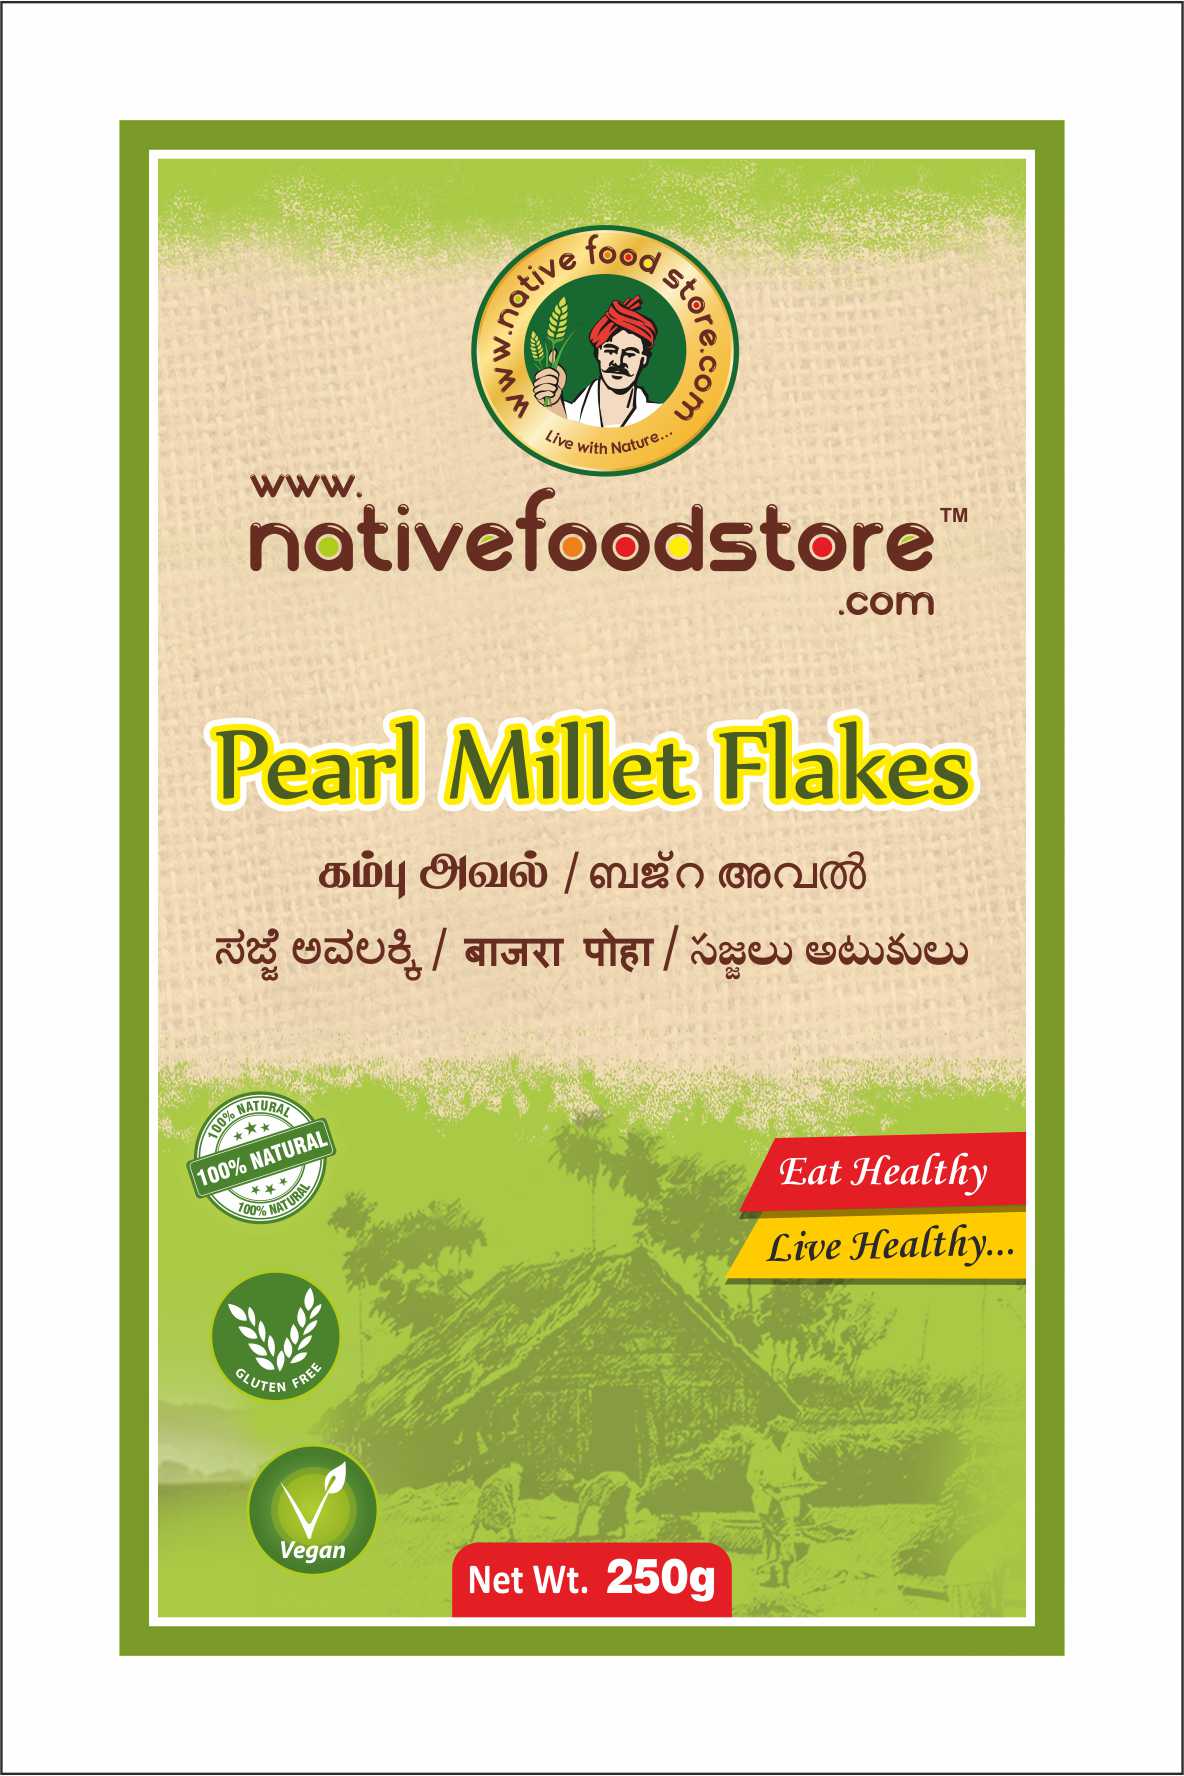 www.native food store.com
Live with Nature...
www.
nativefoodstore™
.com
Pearl Millet Flakes
கம்பு அவல் / ബജ്റ അവൽ
ಸಜ್ಜೆ ಅವಲಕ್ಕಿ / बाजरा पोहा / సజ్జలు అటుకులు
100% NATURAL
100% NATURAL
100% NATURAL
Eat Healthy
Live Healthy...
GLUTEN FREE
Vegan
Net Wt. 250g